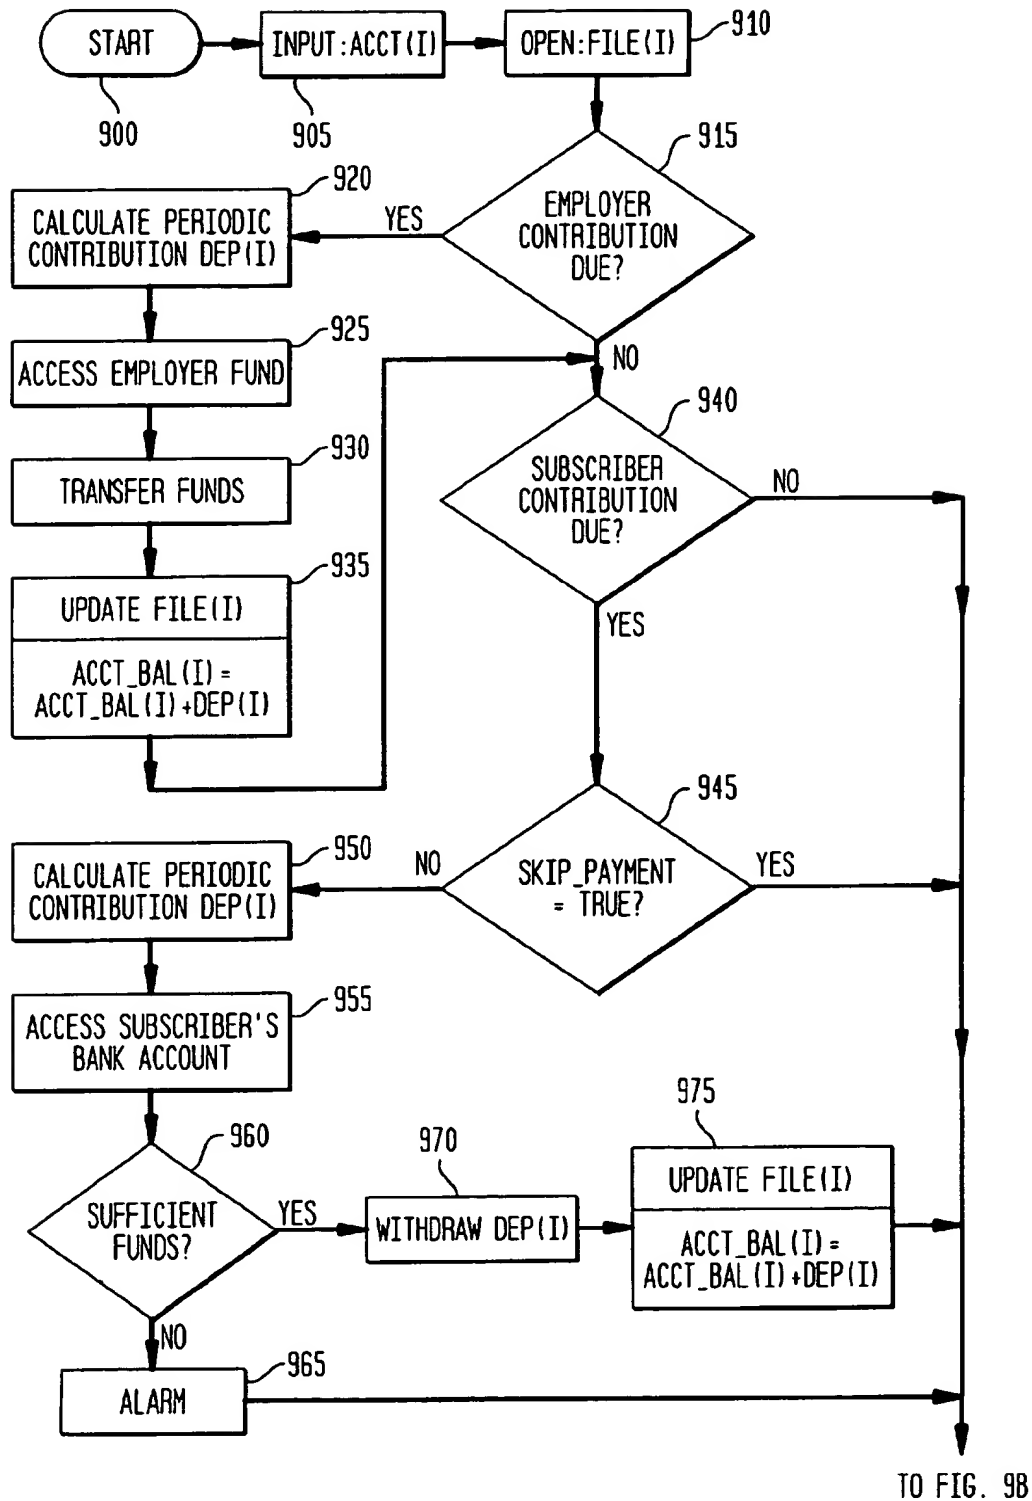 START
INPUT:ACCT(I)
OPEN:FILE(I)
910
900
905
915
EMPLOYER
CONTRIBUTION
DUE?
YES
920
CALCULATE PERIODIC
CONTRIBUTION DEP(I)
925
ACCESS EMPLOYER FUND
NO
940
SUBSCRIBER
CONTRIBUTION
DUE?
NO
930
TRANSFER FUNDS
935
UPDATE FILE(I)
ACCT_BAL(I)=
ACCT_BAL(I)+DEP(I)
YES
945
SKIP_PAYMENT
= TRUE?
YES
NO
950
CALCULATE PERIODIC
CONTRIBUTION DEP(I)
955
ACCESS SUBSCRIBER'S
BANK ACCOUNT
960
SUFFICIENT
FUNDS?
YES
970
WITHDRAW DEP(I)
975
UPDATE FILE(I)
ACCT_BAL(I)=
ACCT_BAL(I)+DEP(I)
NO
965
ALARM
TO FIG. 9B